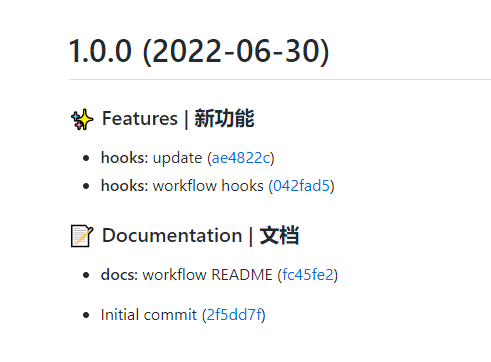 1.0.0 (2022-06-30)
✨ Features | 新功能
• hooks: update (ae4822c)
• hooks: workflow hooks (042fad5)
📝 Documentation | 文档
• docs: workflow README (fc45fe2)
• Initial commit (2f5dd7f)